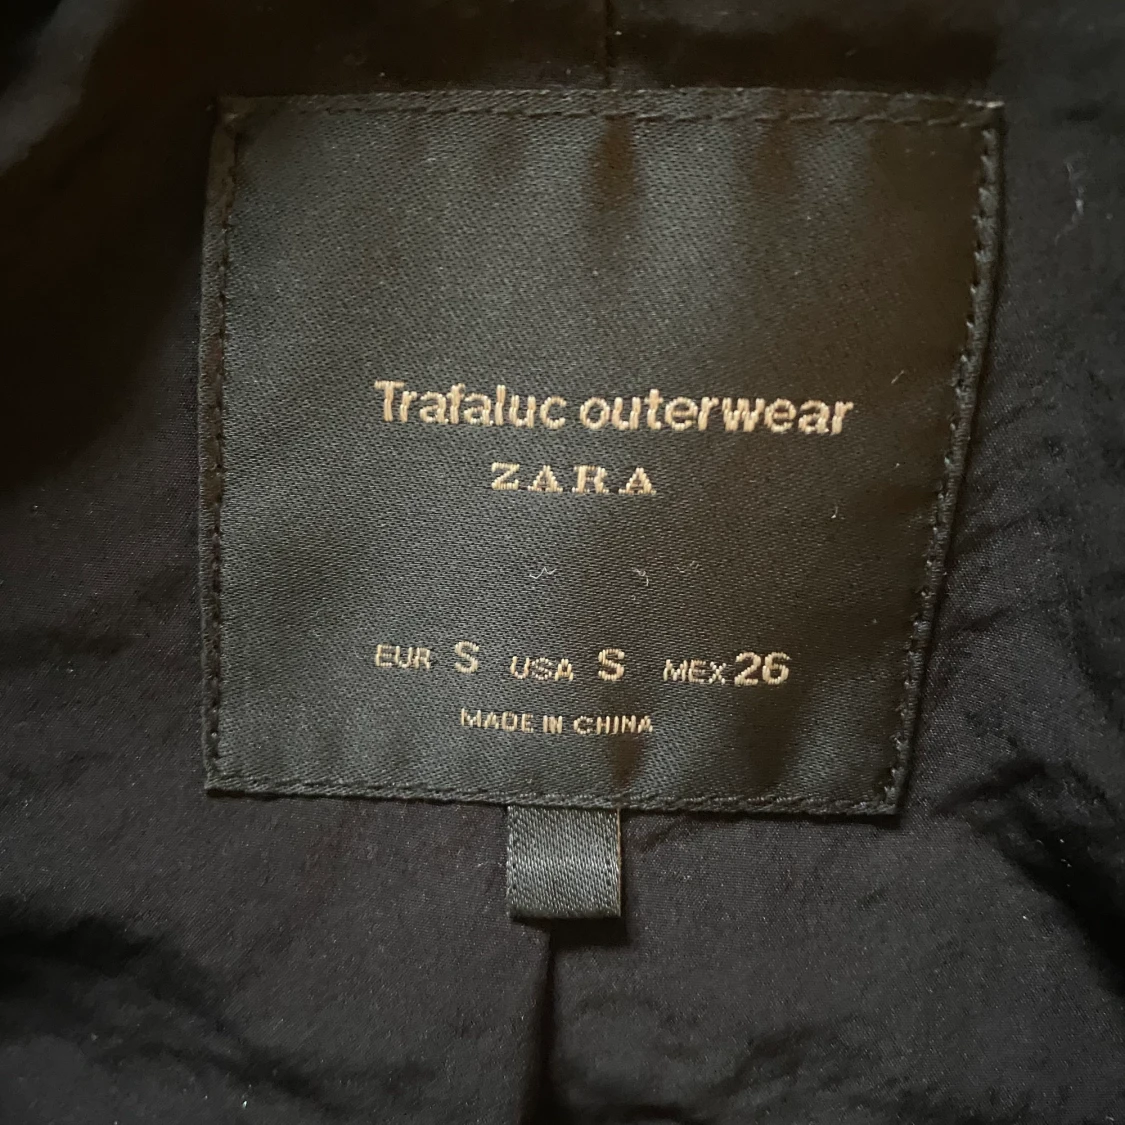 Trafaluc outerwear
ZARA
EUR S USA S MEX 26
MADE IN CHINA